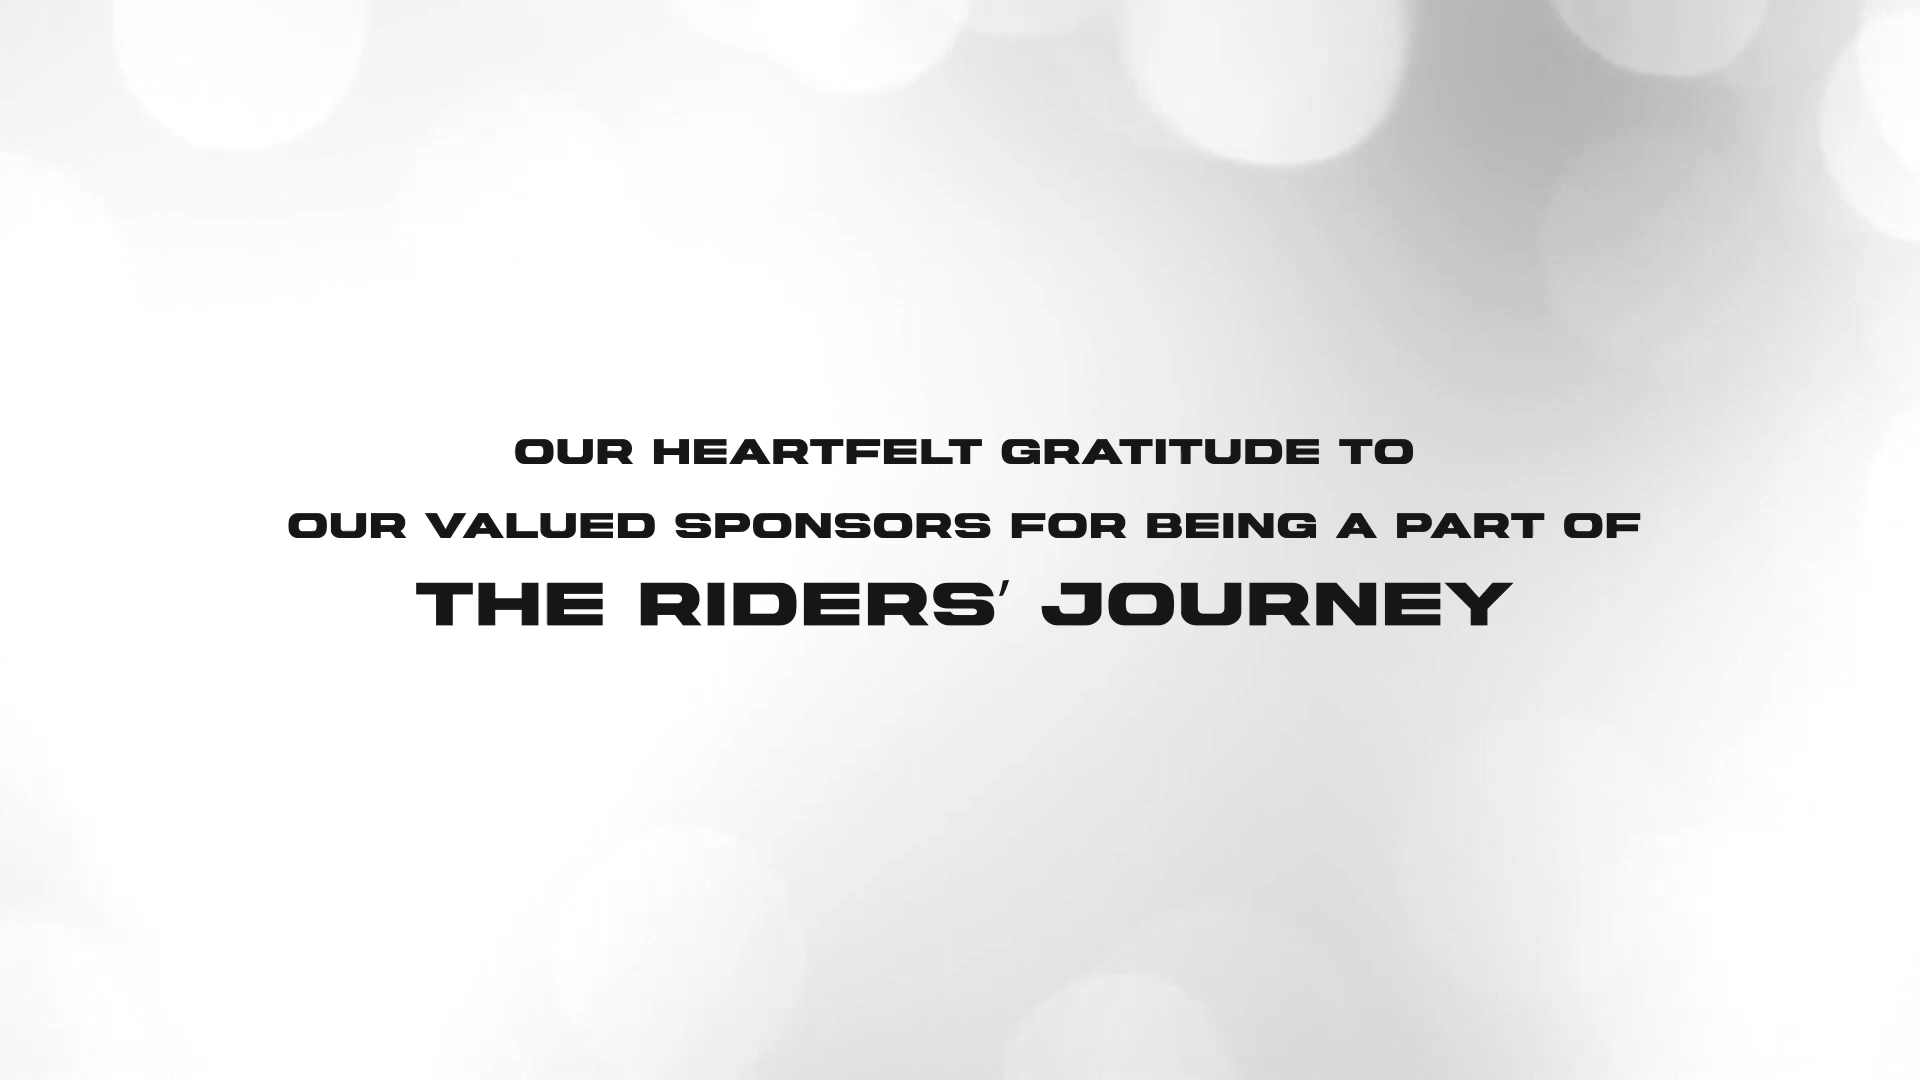 OUR HEARTFELT GRATITUDE TO
OUR VALUED SPONSORS FOR BEING A PART OF
THE RIDERS’ JOURNEY